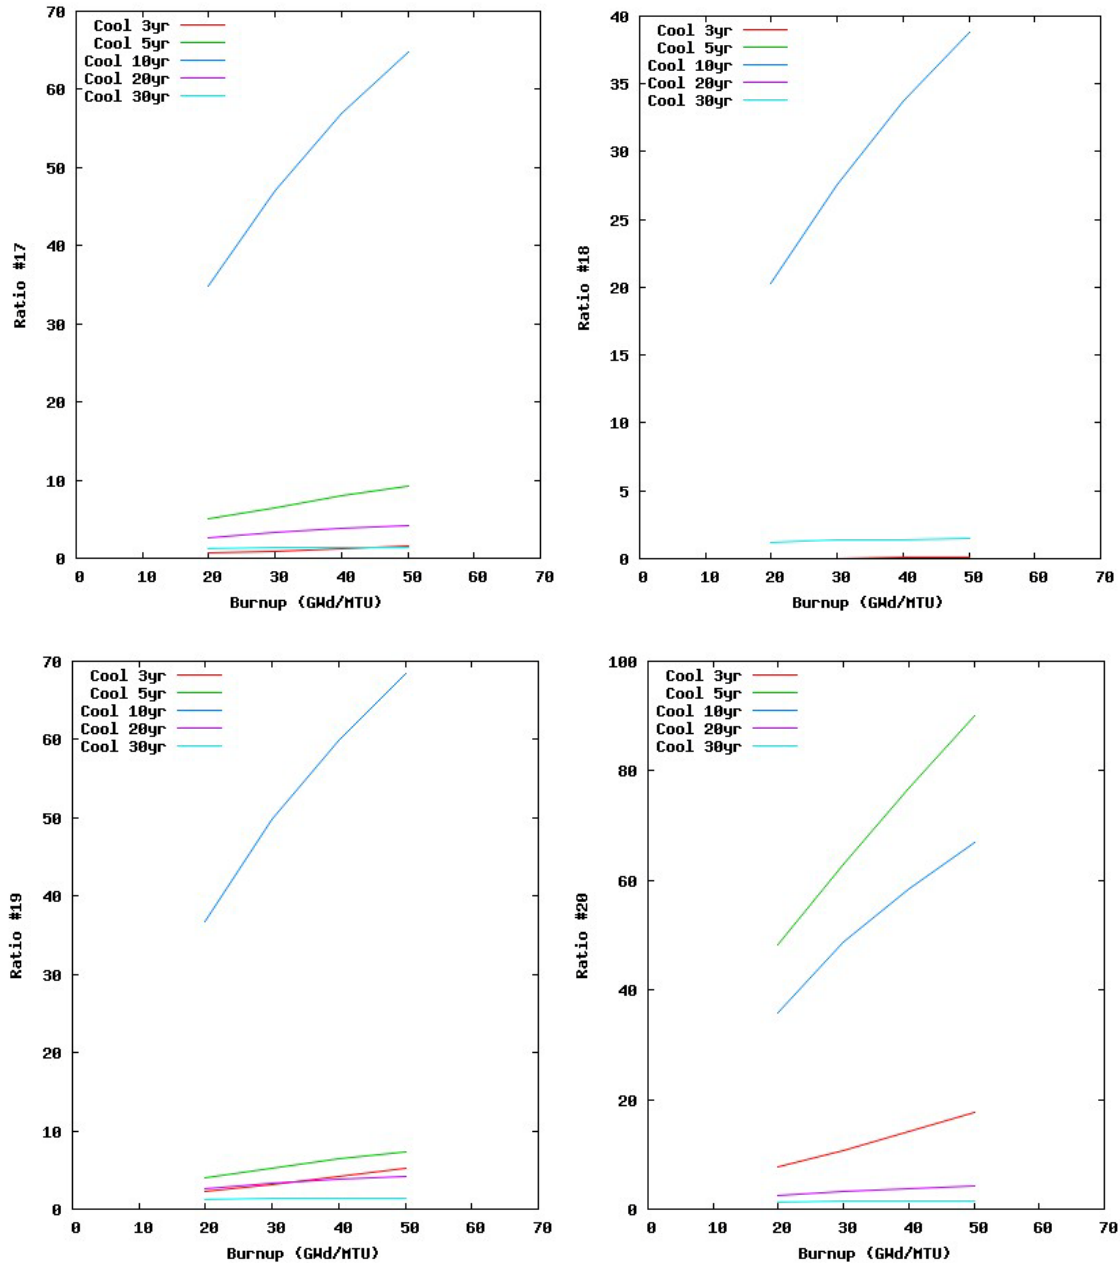 70
60
50
40
30
20
10
0
Ratio #17
Cool 3yr
Cool 5yr
Cool 10yr
Cool 20yr
Cool 30yr
0 10 20 30 40 50 60 70
Burnup (GWd/MTU)
40
35
30
25
20
15
10
5
0
Ratio #18
Cool 3yr
Cool 5yr
Cool 10yr
Cool 20yr
Cool 30yr
0 10 20 30 40 50 60 70
Burnup (GWd/MTU)
70
60
50
40
30
20
10
0
Ratio #19
Cool 3yr
Cool 5yr
Cool 10yr
Cool 20yr
Cool 30yr
0 10 20 30 40 50 60 70
Burnup (GWd/MTU)
100
80
60
40
20
0
Ratio #20
Cool 3yr
Cool 5yr
Cool 10yr
Cool 20yr
Cool 30yr
0 10 20 30 40 50 60 70
Burnup (GWd/MTU)